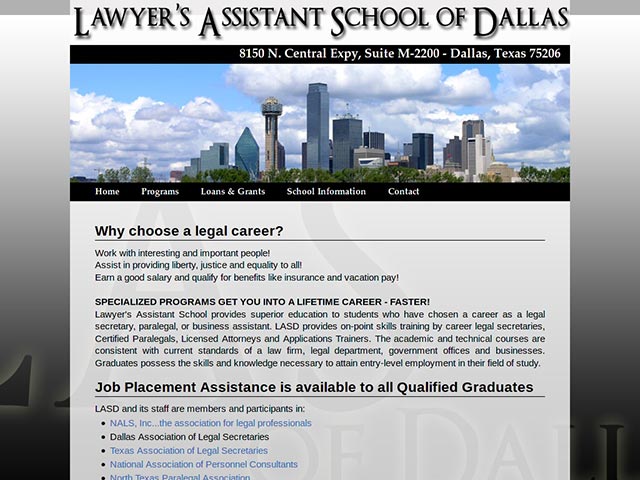 Lawyer's Assistant School of Dallas
8150 N. Central Expy, Suite M-2200 - Dallas, Texas 75206
Home Programs Loans & Grants School Information Contact
Why choose a legal career?
Work with interesting and important people!
Assist in providing liberty, justice and equality to all!
Earn a good salary and qualify for benefits like insurance and vacation pay!
SPECIALIZED PROGRAMS GET YOU INTO A LIFETIME CAREER - FASTER!
Lawyer's Assistant School provides superior education to students who have chosen a career as a legal
secretary, paralegal, or business assistant. LASD provides on-point skills training by career legal secretaries,
Certified Paralegals, Licensed Attorneys and Applications Trainers. The academic and technical courses are
consistent with current standards of a law firm, legal department, government offices and businesses.
Graduates possess the skills and knowledge necessary to attain entry-level employment in their field of study.
Job Placement Assistance is available to all Qualified Graduates
LASD and its staff are members and participants in:
NALS, Inc...the association for legal professionals
Dallas Association of Legal Secretaries
Texas Association of Legal Secretaries
National Association of Personnel Consultants
North Texas Paralegal Association